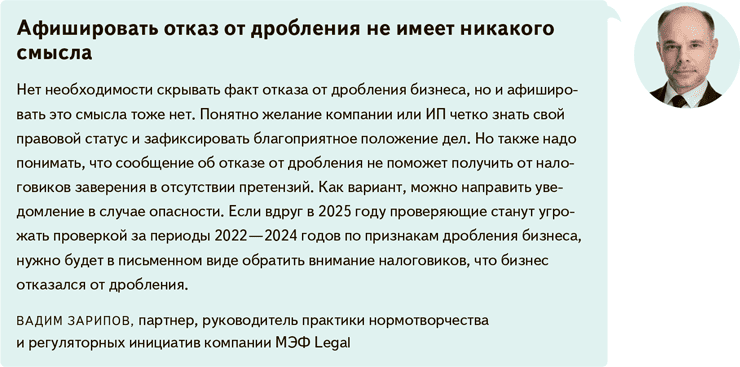 Афишировать отказ от дробления не имеет никакого
смысла
Нет необходимости скрывать факт отказа от дробления бизнеса, но и афиширо-
вать это смысла тоже нет. Понятно желание компании или ИП четко знать свой
правовой статус и зафиксировать благоприятное положение дел. Но также надо
понимать, что сообщение об отказе от дробления не поможет получить от нало-
говиков заверения в отсутствии претензий. Как вариант, можно направить уве-
домление в случае опасности. Если вдруг в 2025 году проверяющие станут угро-
жать проверкой за периоды 2022—2024 годов по признакам дробления бизнеса,
нужно будет в письменном виде обратить внимание налоговиков, что бизнес
отказался от дробления.
ВАДИМ ЗАРИПОВ, партнер, руководитель практики нормотворчества
и регуляторных инициатив компании МЭФ Legal